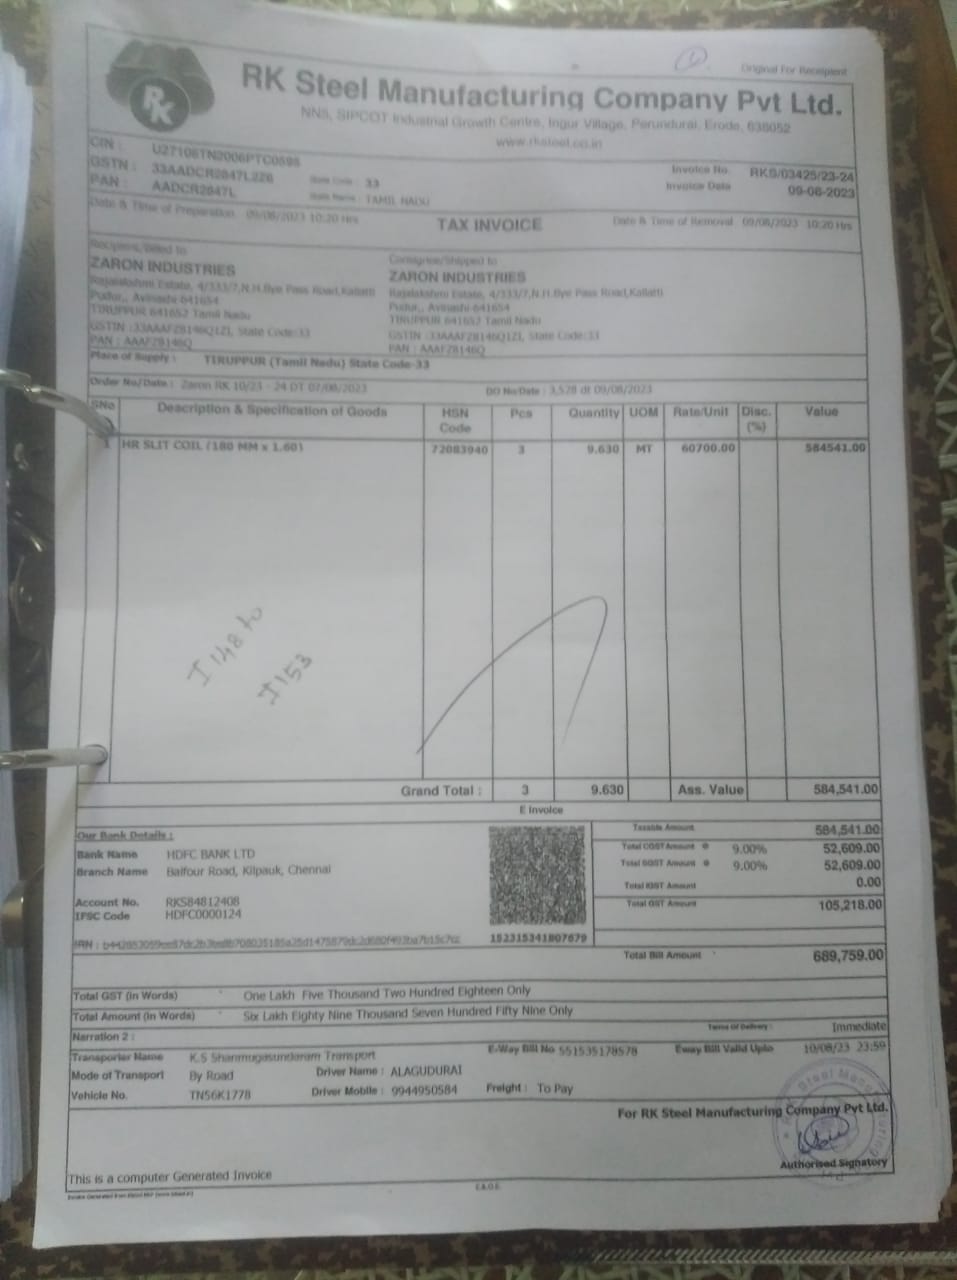 Original For Recepient
RK
RK Steel Manufacturing Company Pvt Ltd.
NNS, SIPCOT Industrial Growth Centre, Ingur Village, Perundurai, Erode, 638052
www.rksteel.co.in
CIN : U27106TN2006PTC0595
GSTN : 33AADCR2847L2Z6 State Code : 33
PAN : AADCR2847L State Name : TAMIL NADU
Invoice No. RKS/03425/23-24
Invoice Date 09-08-2023
Date & Time of Preparation 09/08/2023 10:20 Hrs
TAX INVOICE
Date & Time of Removal 09/08/2023 10:20 Hrs
Recipient/Billed to
ZARON INDUSTRIES
Rajalakshmi Estate, 4/333/7,N.H.Bye Pass Road,Kallatti
Pudur,, Avinashi-641654
TIRUPPUR 641652 Tamil Nadu
GSTIN :33AAAFZ8146Q1ZI, State Code:33
PAN : AAAFZ8146Q
Consignee/Shipped to
ZARON INDUSTRIES
Rajalakshmi Estate, 4/333/7,N.H.Bye Pass Road,Kallatti
Pudur,, Avinashi-641654
TIRUPPUR 641652 Tamil Nadu
GSTIN :33AAAFZ8146Q1ZI, State Code:33
PAN : AAAFZ8146Q
Place of Supply : TIRUPPUR (Tamil Nadu) State Code-33
Order No/Date : Zaron RK 10/23 - 24 DT 07/08/2023 DO No/Date : 3,528 dt 09/08/2023
SNo Description & Specification of Goods HSN Code Pcs Quantity UOM Rate/Unit Disc. (%) Value
1 HR SLIT COIL (180 MM x 1.60) 72083940 3 9.630 MT 60700.00 584541.00
I 148 to
I 153
Grand Total : 3 9.630 Ass. Value 584,541.00
E Invoice
Our Bank Details :
Bank Name HDFC BANK LTD
Branch Name Balfour Road, Kilpauk, Chennai
Account No. RKS84812408
IFSC Code HDFC0000124
152315341807679
Taxable Amount 584,541.00
Total CGST Amount @ 9.00% 52,609.00
Total SGST Amount @ 9.00% 52,609.00
Total IGST Amount 0.00
Total GST Amount 105,218.00
Total Bill Amount 689,759.00
Total GST (in Words) One Lakh Five Thousand Two Hundred Eighteen Only
Total Amount (in Words) Six Lakh Eighty Nine Thousand Seven Hundred Fifty Nine Only
Narration 2 : Terms Of Delivery : Immediate
Transporter Name K.S Shanmugasundaram Transport E-Way Bill No 551535178578 Eway Bill Valid Upto 10/08/23 23:59
Mode of Transport By Road Driver Name : ALAGUDURAI
Vehicle No. TN56K1778 Driver Mobile : 9944950584 Freight : To Pay
For RK Steel Manufacturing Company Pvt Ltd.
Authorised Signatory
This is a computer Generated Invoice
E.&.O.E